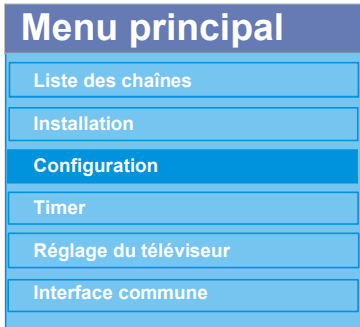 Menu principal
Liste des chaînes
Installation
Configuration
Timer
Réglage du téléviseur
Interface commune